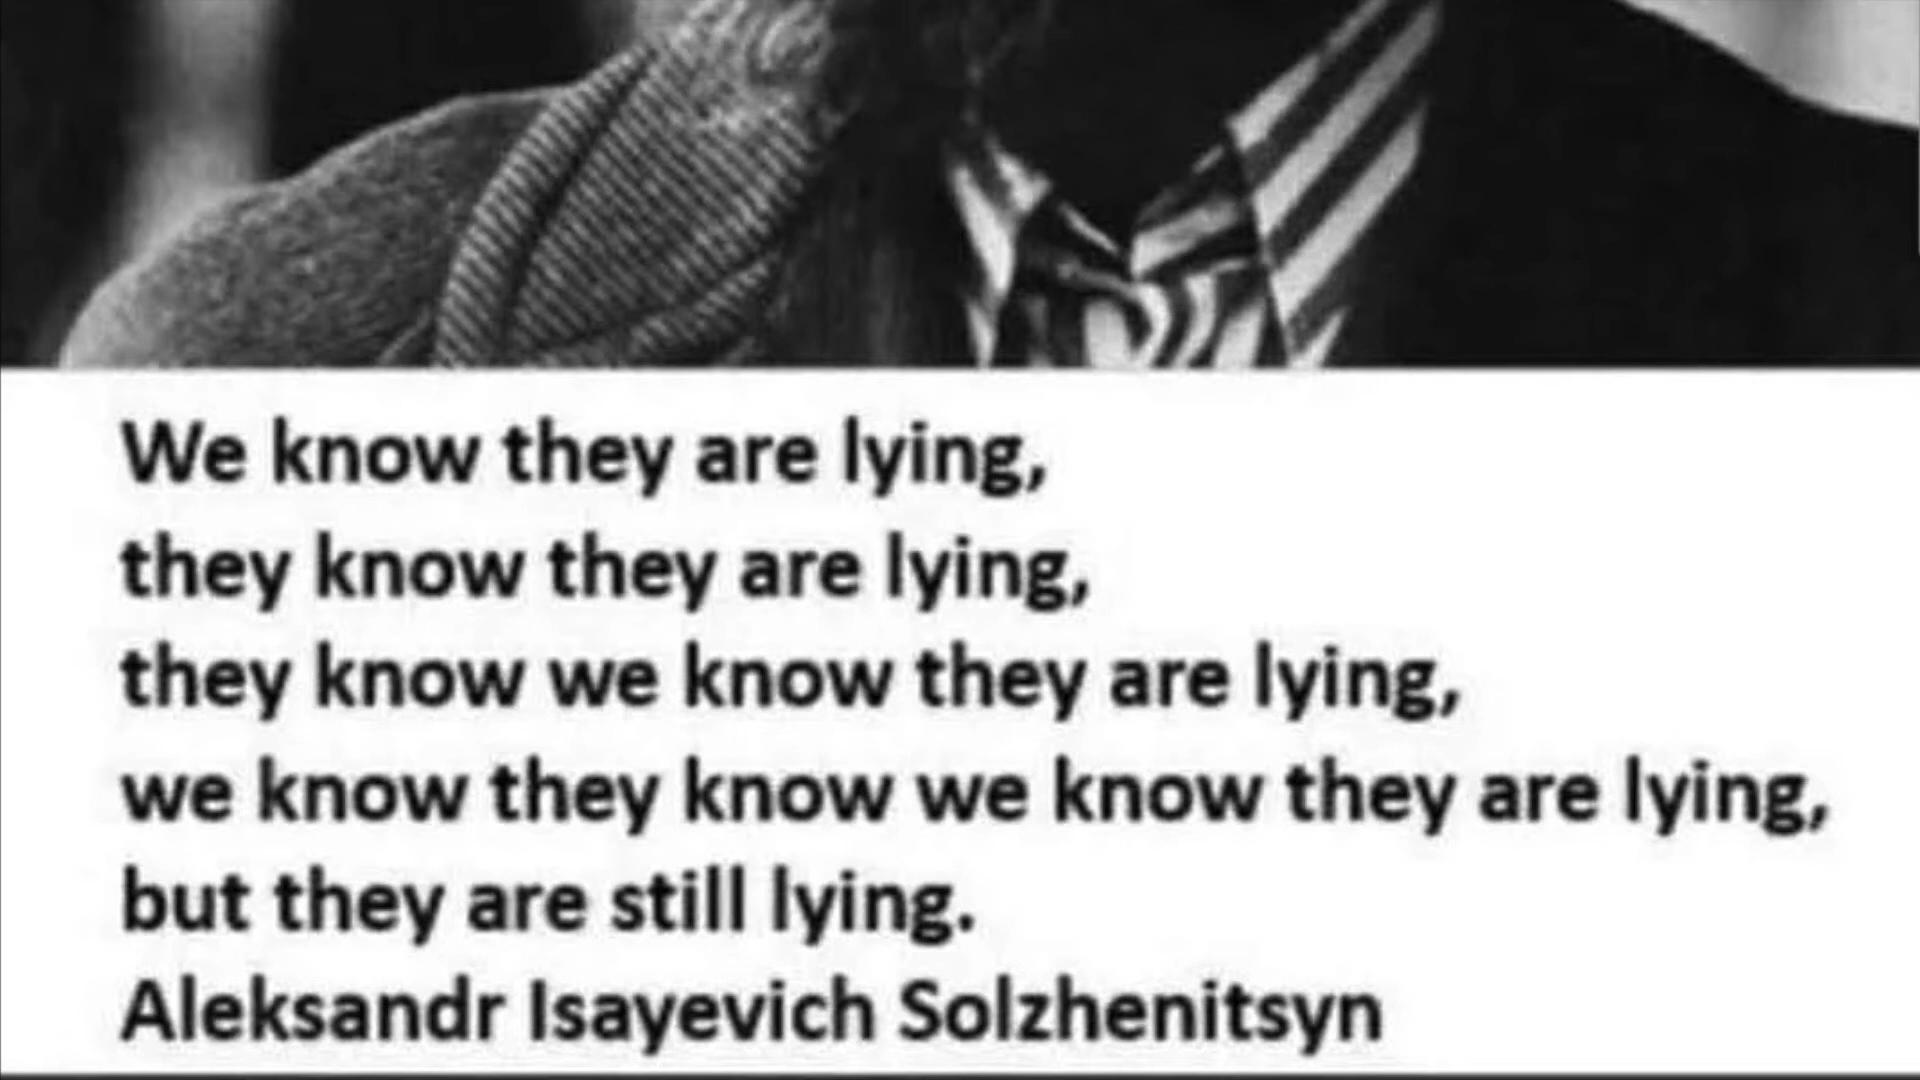 We know they are lying,
they know they are lying,
they know we know they are lying,
we know they know we know they are lying,
but they are still lying.
Aleksandr Isayevich Solzhenitsyn